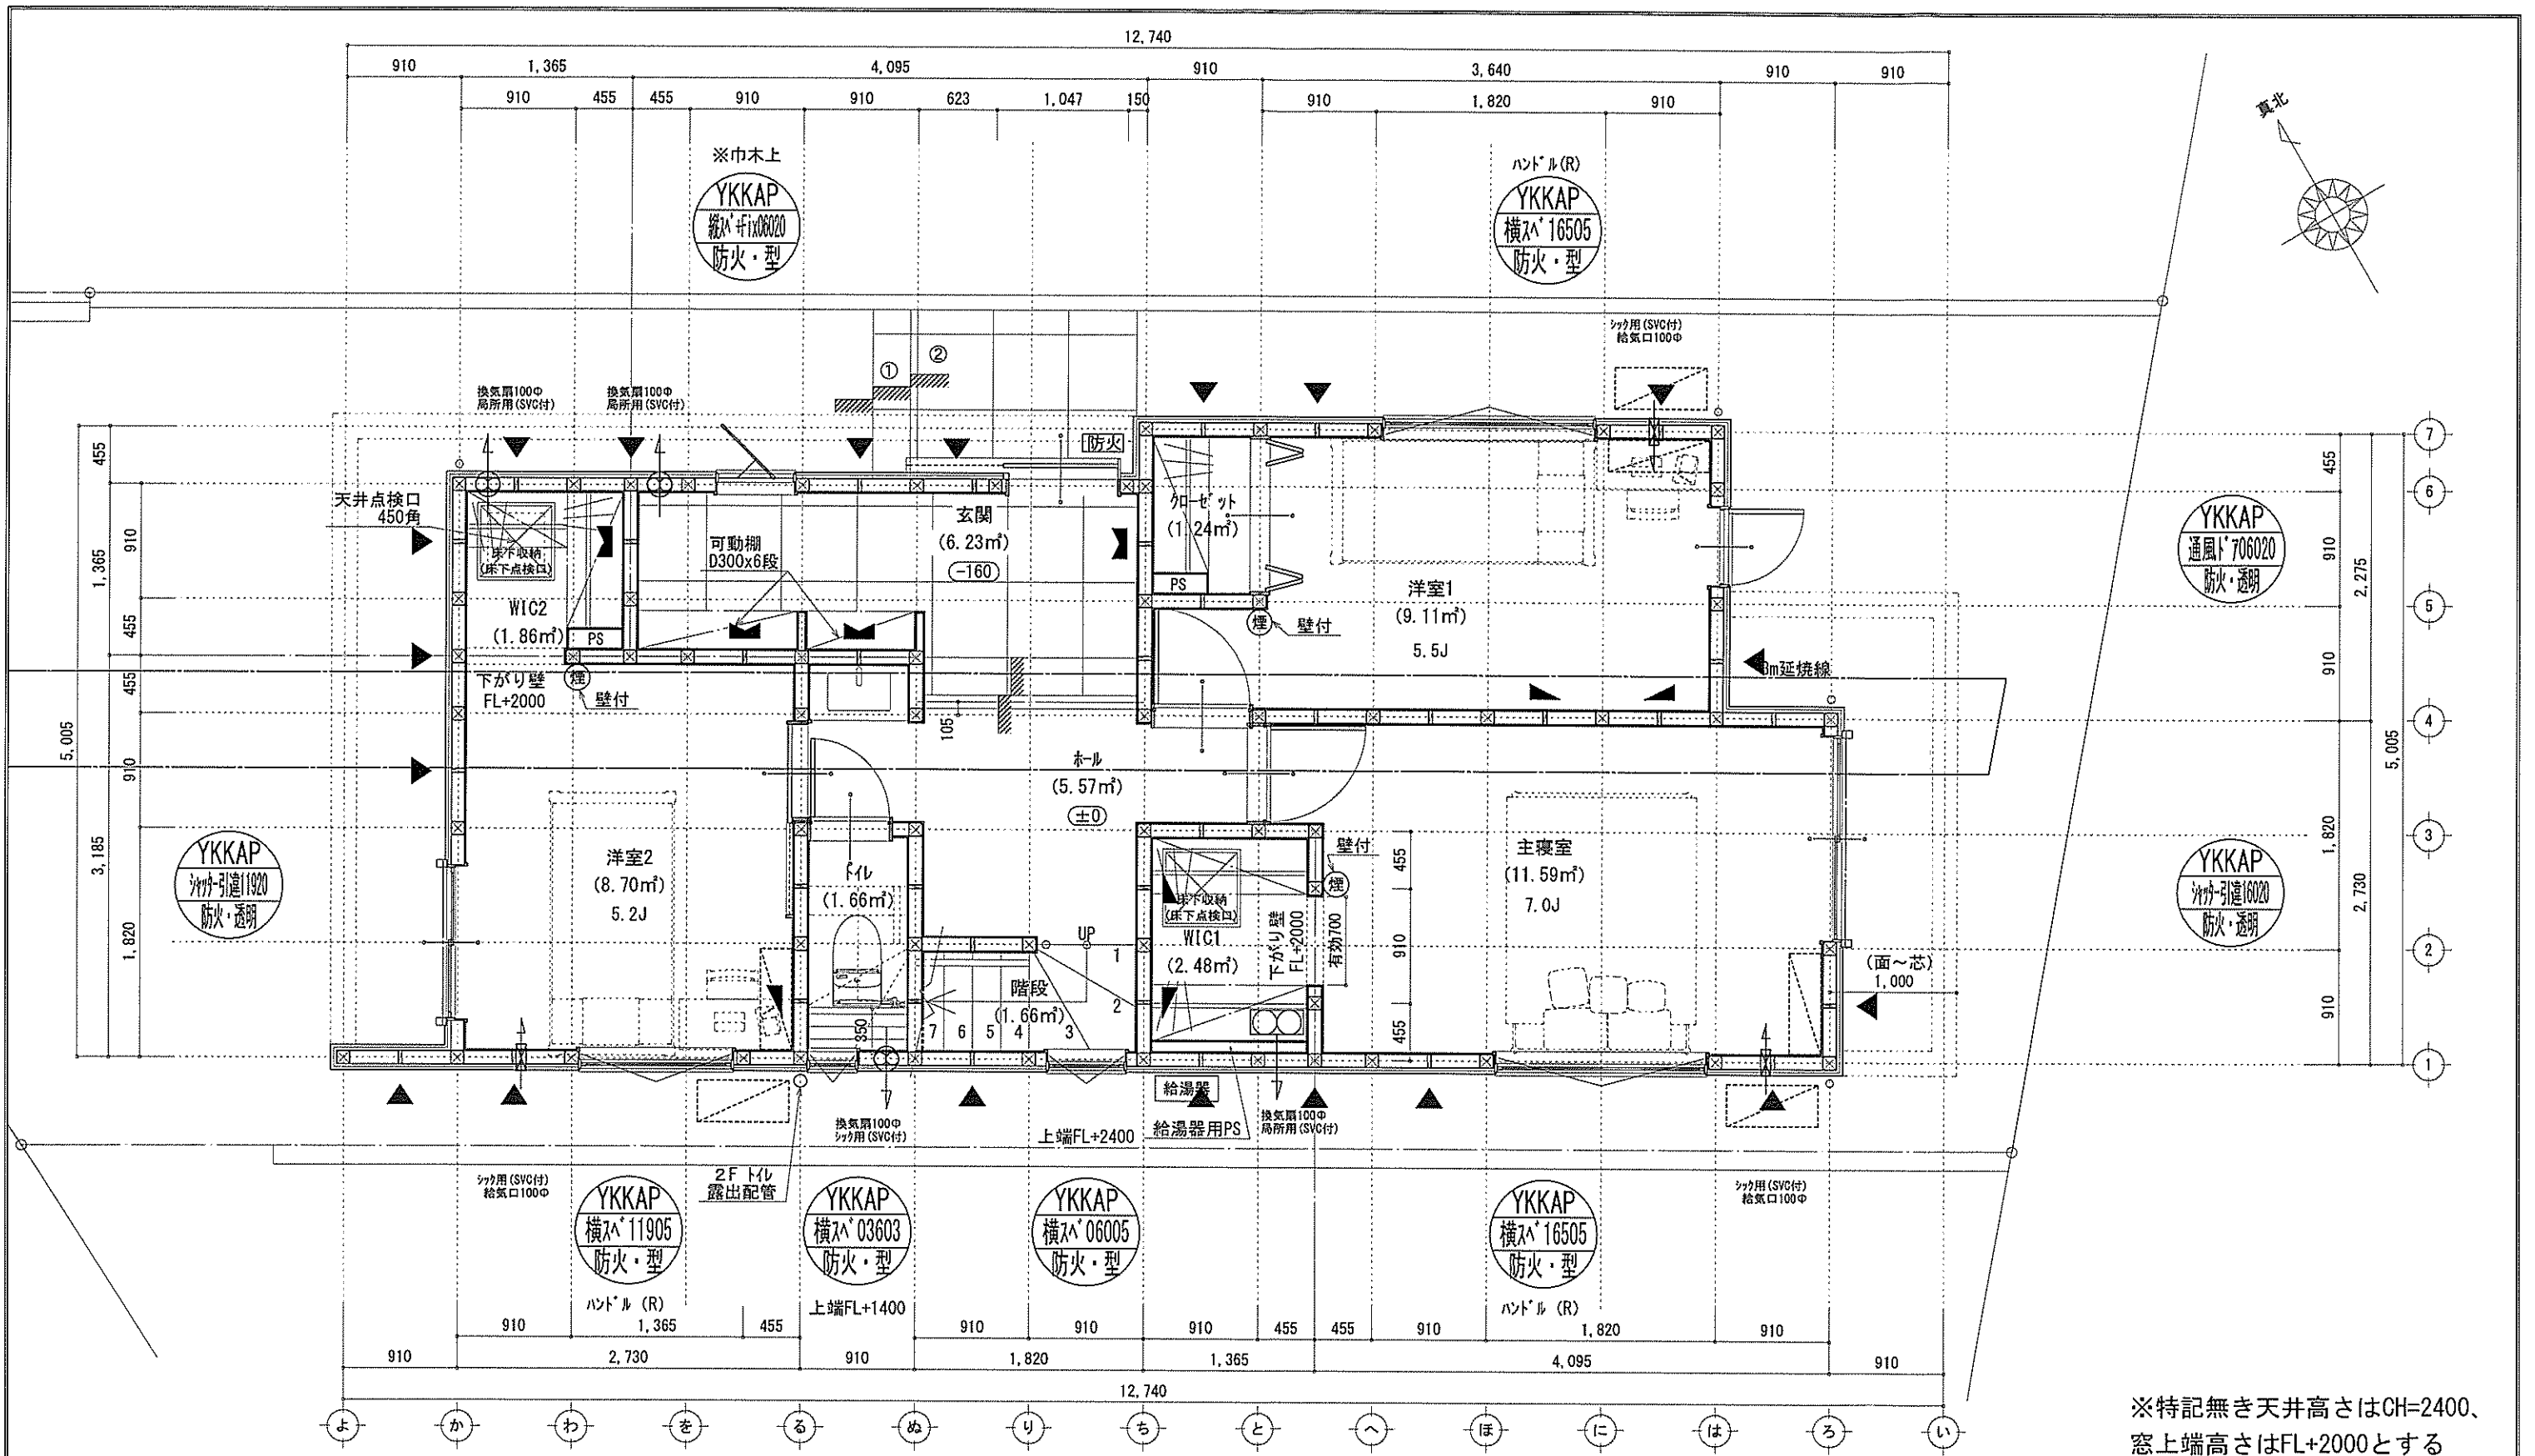 12,740
910
1,365
4,095
910
3,640
910
910
910
455
455
910
910
623
1,047
150
910
1,820
910
真北
※巾木上
YKKAP
縦ｽﾍﾞ+Fix06020
防火・型
ﾊﾝﾄﾞﾙ(R)
YKKAP
横ｽﾍﾞ16505
防火・型
ｼｯｸ用(SVC付)
給気口100Φ
①
②
換気扇100Φ
局所用(SVC付)
換気扇100Φ
局所用(SVC付)
防火
天井点検口
450角
床下収納
(床下点検口)
WIC2
(1.86㎡)
PS
可動棚
D300x6段
玄関
(6.23㎡)
-160
ｸﾛｰｾﾞｯﾄ
(1.24㎡)
PS
洋室1
(9.11㎡)
5.5J
煙
壁付
YKKAP
通風ﾄﾞｱ06020
防火・透明
3m延焼線
下がり壁
FL+2000
煙
壁付
105
ﾎｰﾙ
(5.57㎡)
±0
455
1,365
5,005
3,185
910
455
455
910
1,820
455
910
910
2,275
1,820
910
2,730
5,005
7
6
5
4
3
2
1
YKKAP
ｼｬｯﾀｰ引違11920
防火・透明
洋室2
(8.70㎡)
5.2J
ﾄｲﾚ
(1.66㎡)
350
UP
階段
(1.66㎡)
1
2
3
4
5
6
7
床下収納
(床下点検口)
WIC1
(2.48㎡)
下がり壁
FL+2000
有効700
壁付
煙
455
910
455
主寝室
(11.59㎡)
7.0J
YKKAP
ｼｬｯﾀｰ引違16020
防火・透明
(面～芯)
1,000
給湯器
給湯器用PS
換気扇100Φ
局所用(SVC付)
換気扇100Φ
ｼｯｸ用(SVC付)
上端FL+2400
ｼｯｸ用(SVC付)
給気口100Φ
2F ﾄｲﾚ
露出配管
ｼｯｸ用(SVC付)
給気口100Φ
YKKAP
横ｽﾍﾞ11905
防火・型
ﾊﾝﾄﾞﾙ (R)
YKKAP
横ｽﾍﾞ03603
防火・型
上端FL+1400
YKKAP
横ｽﾍﾞ06005
防火・型
YKKAP
横ｽﾍﾞ16505
防火・型
ﾊﾝﾄﾞﾙ (R)
910
1,365
455
910
910
910
455
455
910
1,820
910
910
2,730
910
1,820
1,365
4,095
910
12,740
よ
か
わ
を
る
ぬ
り
ち
と
へ
ほ
に
は
ろ
い
※特記無き天井高さはCH=2400、
窓上端高さはFL+2000とする